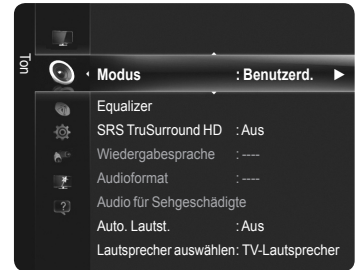 Ton
Modus : Benutzerd. ►
Equalizer
SRS TruSurround HD : Aus
Wiedergabesprache : ----
Audioformat : ----
Audio für Sehgeschädigte
Auto. Lautst. : Aus
Lautsprecher auswählen: TV-Lautsprecher